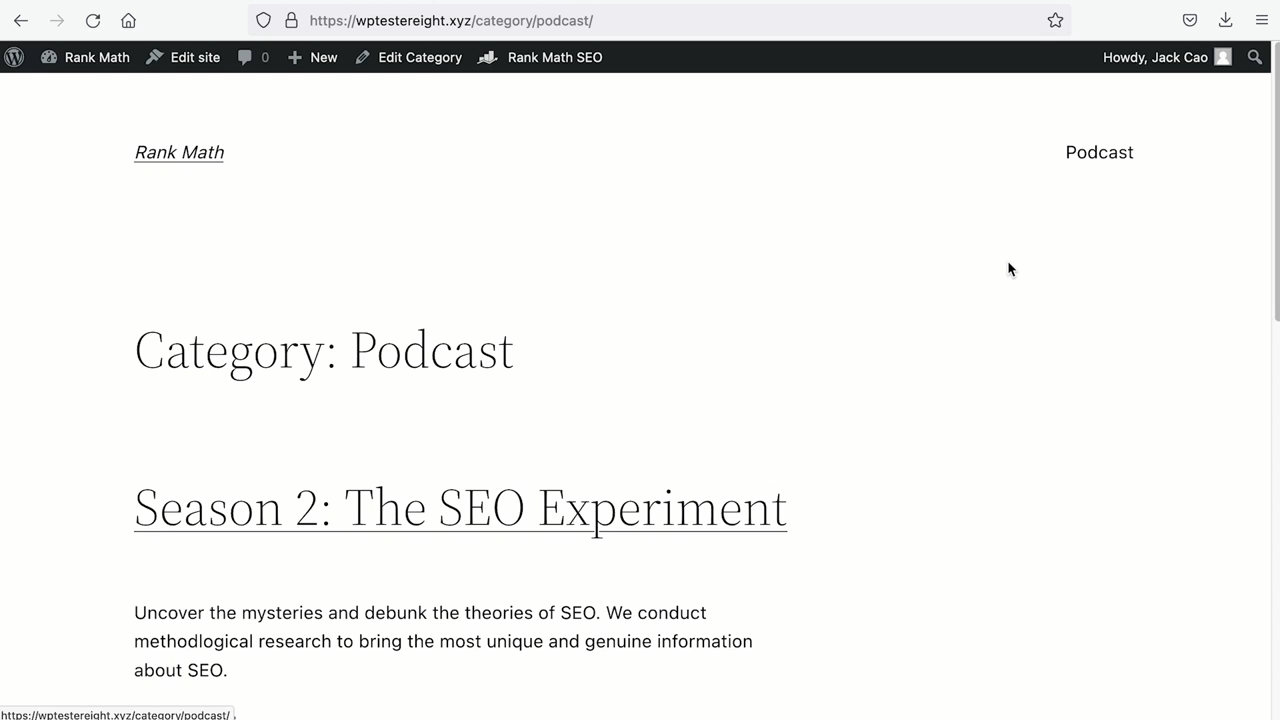 https://wptestereight.xyz/category/podcast/
Rank Math Edit site 0 New Edit Category Rank Math SEO Howdy, Jack Cao
Rank Math Podcast
Category: Podcast
Season 2: The SEO Experiment
Uncover the mysteries and debunk the theories of SEO. We conduct
methodlogical research to bring the most unique and genuine information
about SEO.
https://wptestereight.xyz/category/podcast/